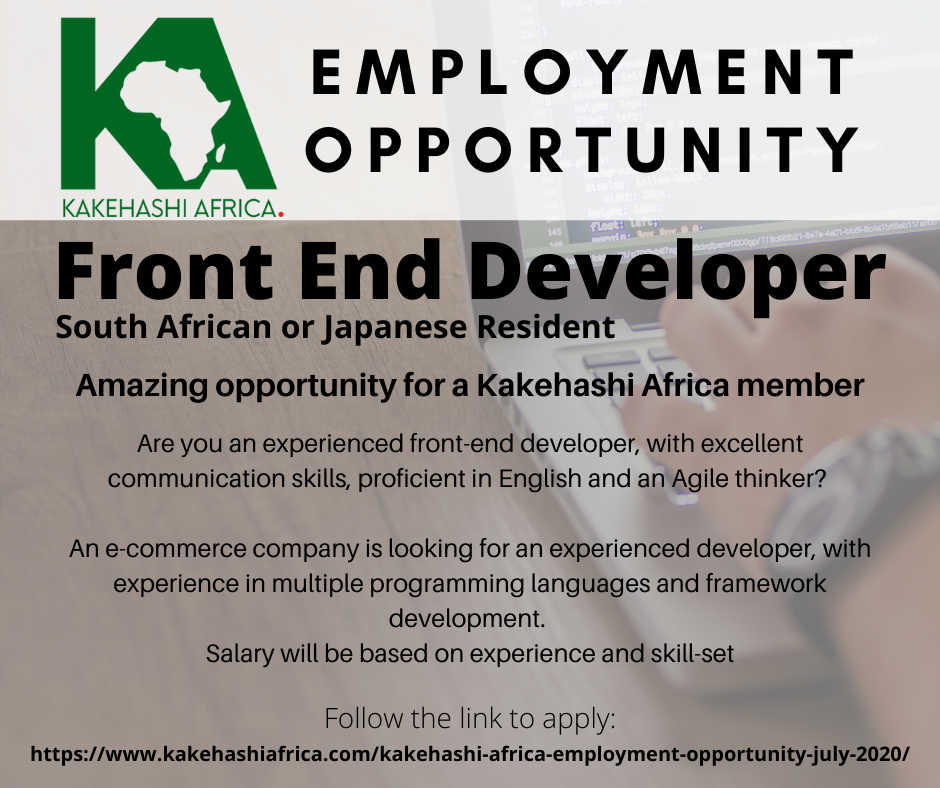 KAKEHASHI AFRICA.
EMPLOYMENT
OPPORTUNITY
Front End Developer
South African or Japanese Resident
Amazing opportunity for a Kakehashi Africa member
Are you an experienced front-end developer, with excellent
communication skills, proficient in English and an Agile thinker?
An e-commerce company is looking for an experienced developer, with
experience in multiple programming languages and framework
development.
Salary will be based on experience and skill-set
Follow the link to apply:
https://www.kakehashiafrica.com/kakehashi-africa-employment-opportunity-july-2020/